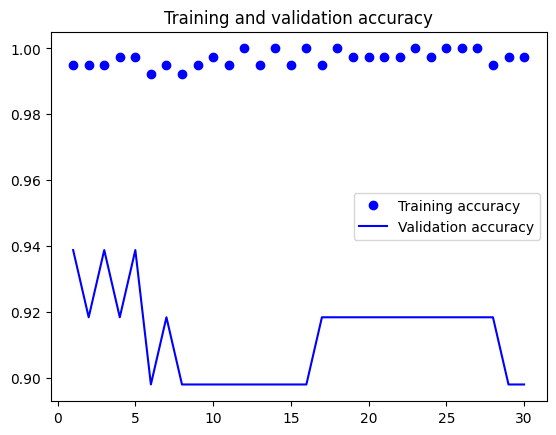 Training and validation accuracy
1.00
0.98
0.96
0.94
0.92
0.90
Training accuracy
Validation accuracy
0 5 10 15 20 25 30